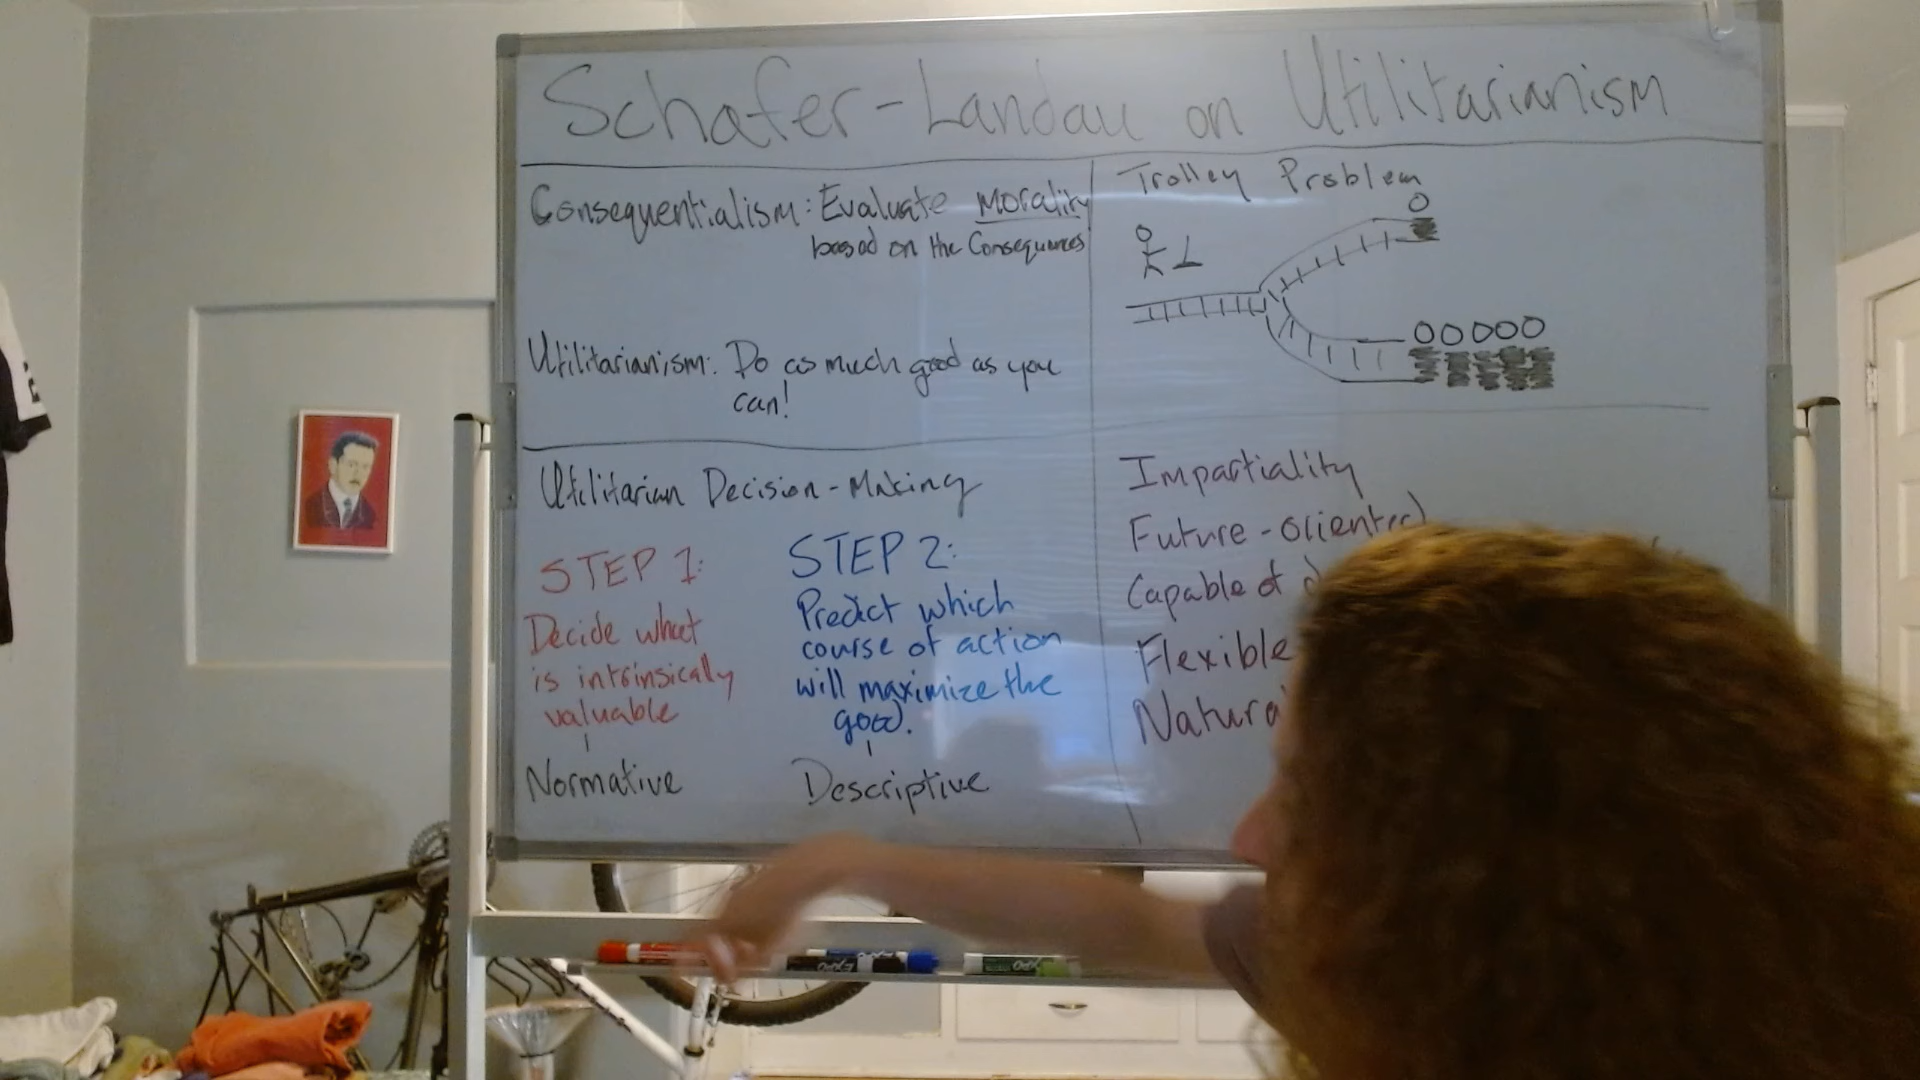 Schafer-Landau on Utilitarianism
Consequentialism: Evaluate Morality
based on the Consequences
Utilitarianism: Do as much good as you
can!
Trolley Problem
Utilitarian Decision-Making
STEP 1:
Decide what
is intrinsically
valuable
Normative
STEP 2:
Predict which
course of action
will maximize the
good.
Descriptive
Impartiality
Future-oriented
Capable of
Flexible
EXPO
EXPO